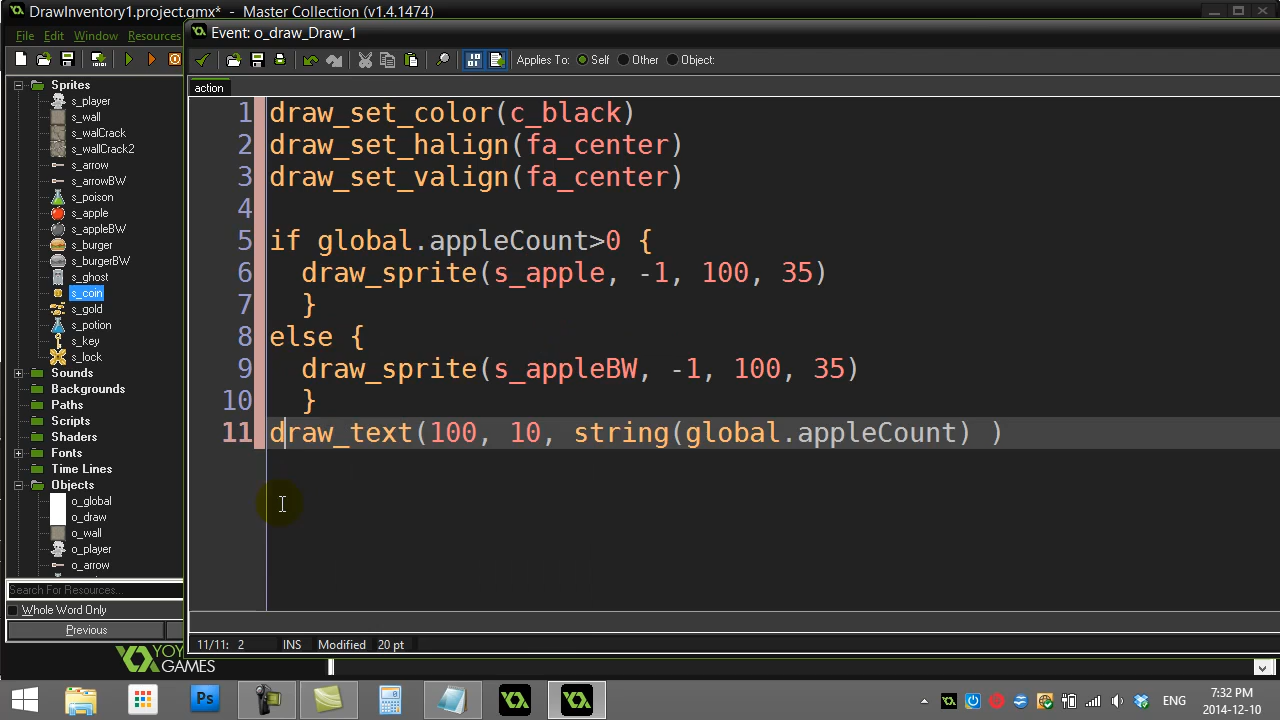 DrawInventory1.project.gmx* - Master Collection (v1.4.1474)
File Edit Window Resources
Event: o_draw_Draw_1
Applies To: Self Other Object:
action
Sprites
s_player
s_wall
s_walCrack
s_wallCrack2
s_arrow
s_arrowBW
s_poison
s_apple
s_appleBW
s_burger
s_burgerBW
s_ghost
s_coin
s_gold
s_potion
s_key
s_lock
Sounds
Backgrounds
Paths
Scripts
Shaders
Fonts
Time Lines
Objects
o_global
o_draw
o_wall
o_player
o_arrow
Search For Resources...
Whole Word Only
Previous
1 draw_set_color(c_black)
2 draw_set_halign(fa_center)
3 draw_set_valign(fa_center)
4
5 if global.appleCount>0 {
6 draw_sprite(s_apple, -1, 100, 35)
7 }
8 else {
9 draw_sprite(s_appleBW, -1, 100, 35)
10 }
11 draw_text(100, 10, string(global.appleCount) )
11/11: 2 INS Modified 20 pt
YOYO
GAMES
Ps
ENG
7:32 PM
2014-12-10